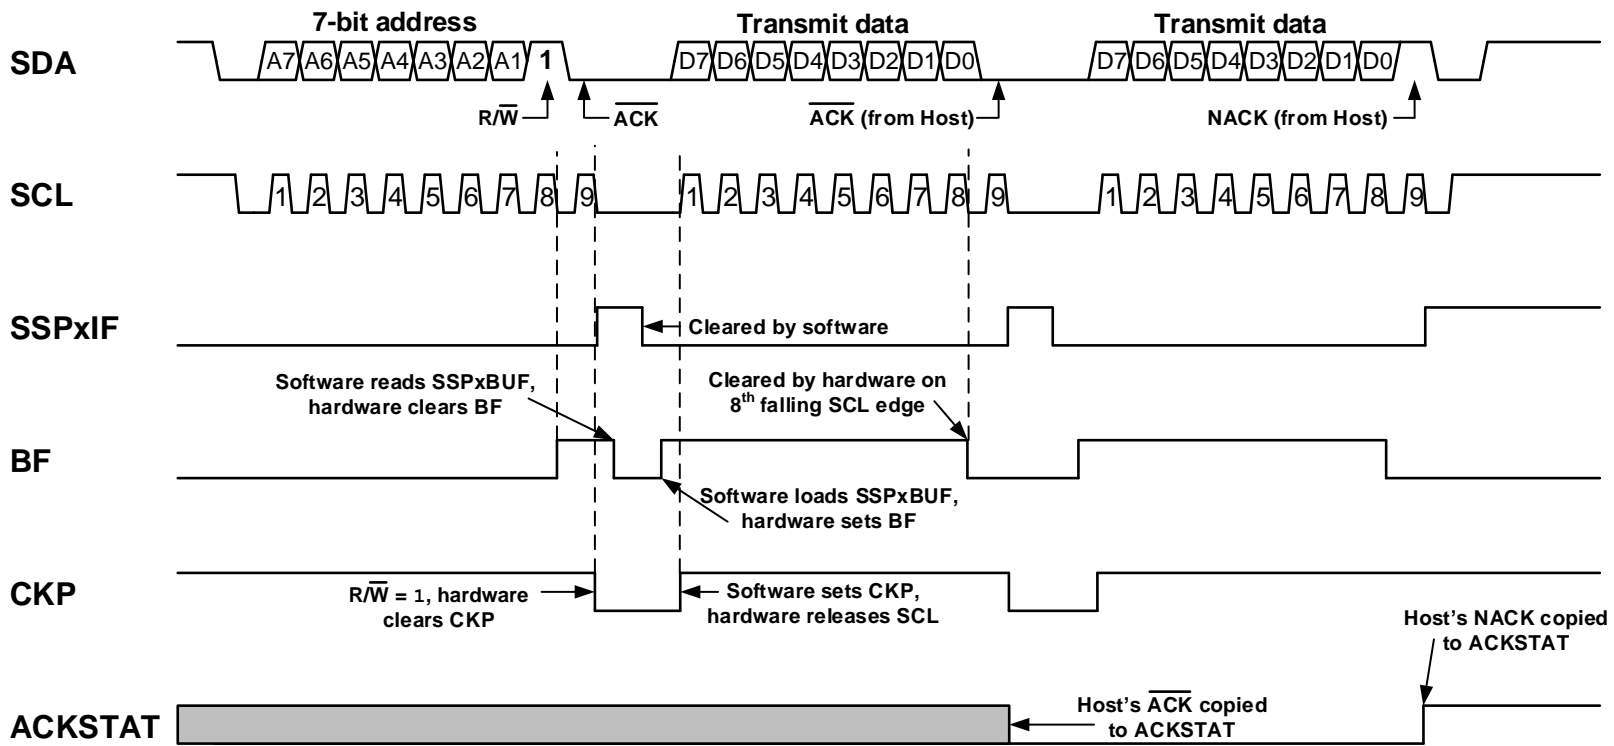 7-bit address
Transmit data
Transmit data
SDA
A7 A6 A5 A4 A3 A2 A1 1
D7 D6 D5 D4 D3 D2 D1 D0
D7 D6 D5 D4 D3 D2 D1 D0
R/W̅
A̅C̅K̅
A̅C̅K̅ (from Host)
NACK (from Host)
SCL
1 2 3 4 5 6 7 8 9
1 2 3 4 5 6 7 8 9
1 2 3 4 5 6 7 8 9
SSPxIF
Cleared by software
Software reads SSPxBUF,
hardware clears BF
Cleared by hardware on
8th falling SCL edge
BF
Software loads SSPxBUF,
hardware sets BF
CKP
R/W̅ = 1, hardware
clears CKP
Software sets CKP,
hardware releases SCL
Host's NACK copied
to ACKSTAT
ACKSTAT
Host's A̅C̅K̅ copied
to ACKSTAT